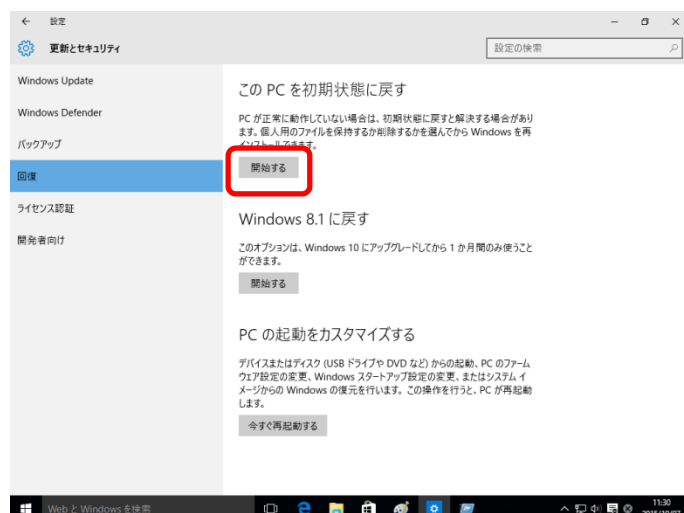 設定
更新とセキュリティ
設定の検索
Windows Update
Windows Defender
バックアップ
回復
ライセンス認証
開発者向け
この PC を初期状態に戻す
PC が正常に動作していない場合は、初期状態に戻すと解決する場合があり
ます。個人用のファイルを保持するか削除するかを選んでから Windows を再
インストールできます。
開始する
Windows 8.1 に戻す
このオプションは、Windows 10 にアップグレードしてから 1 か月間のみ使うこと
ができます。
開始する
PC の起動をカスタマイズする
デバイスまたはディスク (USB ドライブや DVD など) からの起動、PC のファーム
ウェア設定の変更、Windows スタートアップ設定の変更、またはシステム イ
メージからの Windows の復元を行います。この操作を行うと、PC が再起動
します。
今すぐ再起動する
Web と Windows を検索
11:30